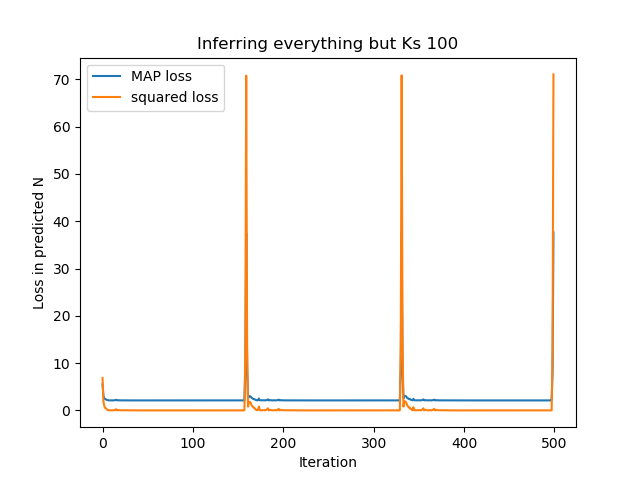 Inferring everything but Ks 100
MAP loss
squared loss
70
60
50
40
30
20
10
0
Loss in predicted N
0 100 200 300 400 500
Iteration